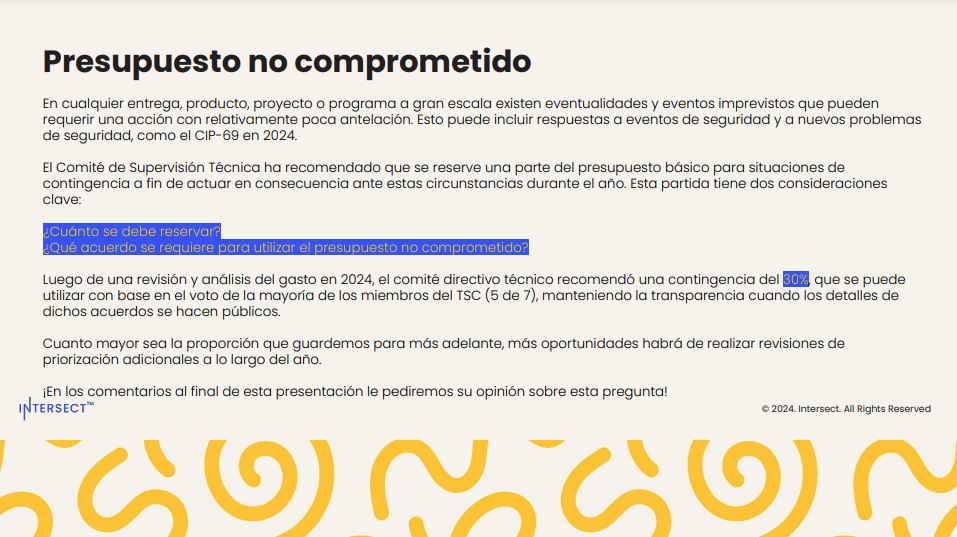 Presupuesto no comprometido
En cualquier entrega, producto, proyecto o programa a gran escala existen eventualidades y eventos imprevistos que pueden
requerir una acción con relativamente poca antelación. Esto puede incluir respuestas a eventos de seguridad y a nuevos problemas
de seguridad, como el CIP-69 en 2024.
El Comité de Supervisión Técnica ha recomendado que se reserve una parte del presupuesto básico para situaciones de
contingencia a fin de actuar en consecuencia ante estas circunstancias durante el año. Esta partida tiene dos consideraciones
clave:
¿Cuánto se debe reservar?
¿Qué acuerdo se requiere para utilizar el presupuesto no comprometido?
Luego de una revisión y análisis del gasto en 2024, el comité directivo técnico recomendó una contingencia del 30%, que se puede
utilizar con base en el voto de la mayoría de los miembros del TSC (5 de 7), manteniendo la transparencia cuando los detalles de
dichos acuerdos se hacen públicos.
Cuanto mayor sea la proporción que guardemos para más adelante, más oportunidades habrá de realizar revisiones de
priorización adicionales a lo largo del año.
¡En los comentarios al final de esta presentación le pediremos su opinión sobre esta pregunta!
INTERSECT™
© 2024. Intersect. All Rights Reserved